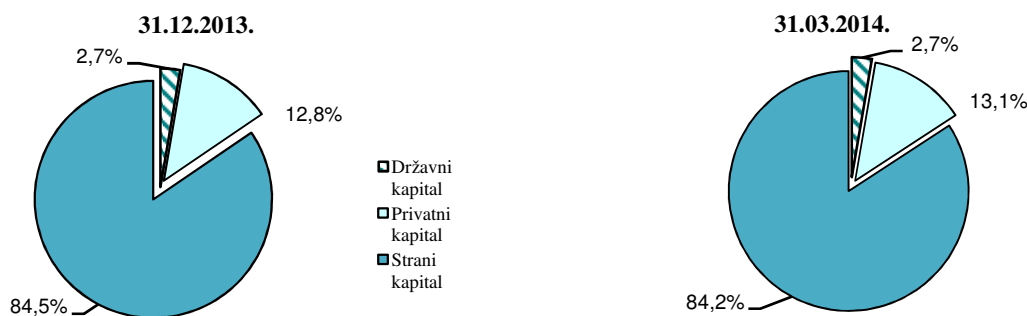 31.12.2013.
2,7%
12,8%
84,5%
Državni
kapital
Privatni
kapital
Strani
kapital
31.03.2014.
2,7%
13,1%
84,2%